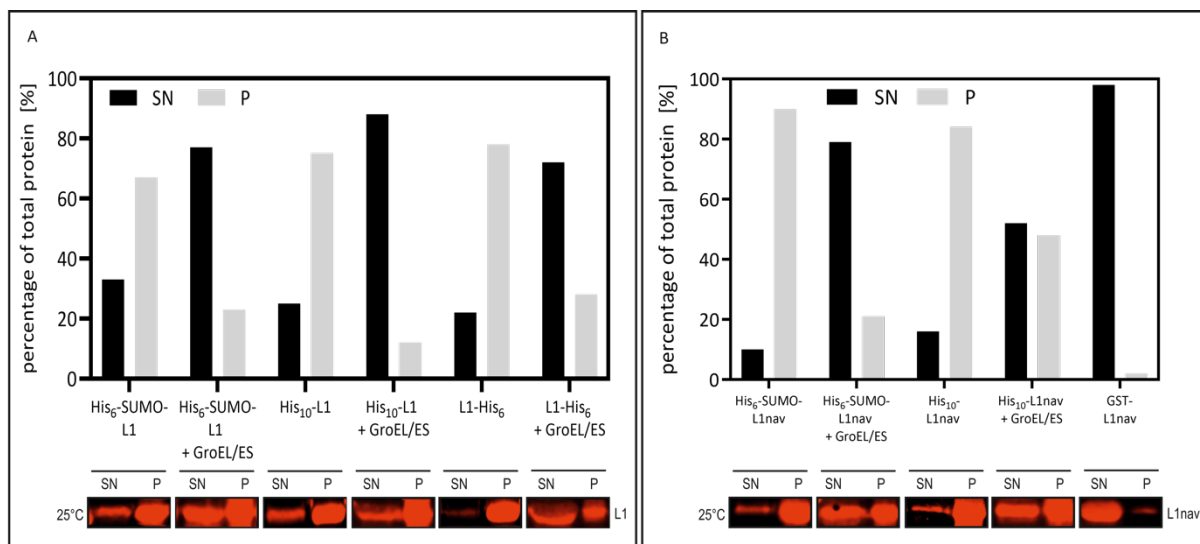 A
percentage of total protein [%]
100
80
60
40
20
0
SN P
His₆-SUMO-
L1
His₆-SUMO-
L1
+ GroEL/ES
His₁₀-L1
His₁₀-L1
+ GroEL/ES
L1-His₆
L1-His₆
+ GroEL/ES
SN P SN P SN P SN P SN P SN P
25°C L1
B
percentage of total protein [%]
100
80
60
40
20
0
SN P
His₆-SUMO-
L1nav
His₆-SUMO-
L1nav
+ GroEL/ES
His₁₀-
L1nav
His₁₀-L1nav
+ GroEL/ES
GST-
L1nav
SN P SN P SN P SN P SN P
25°C L1nav